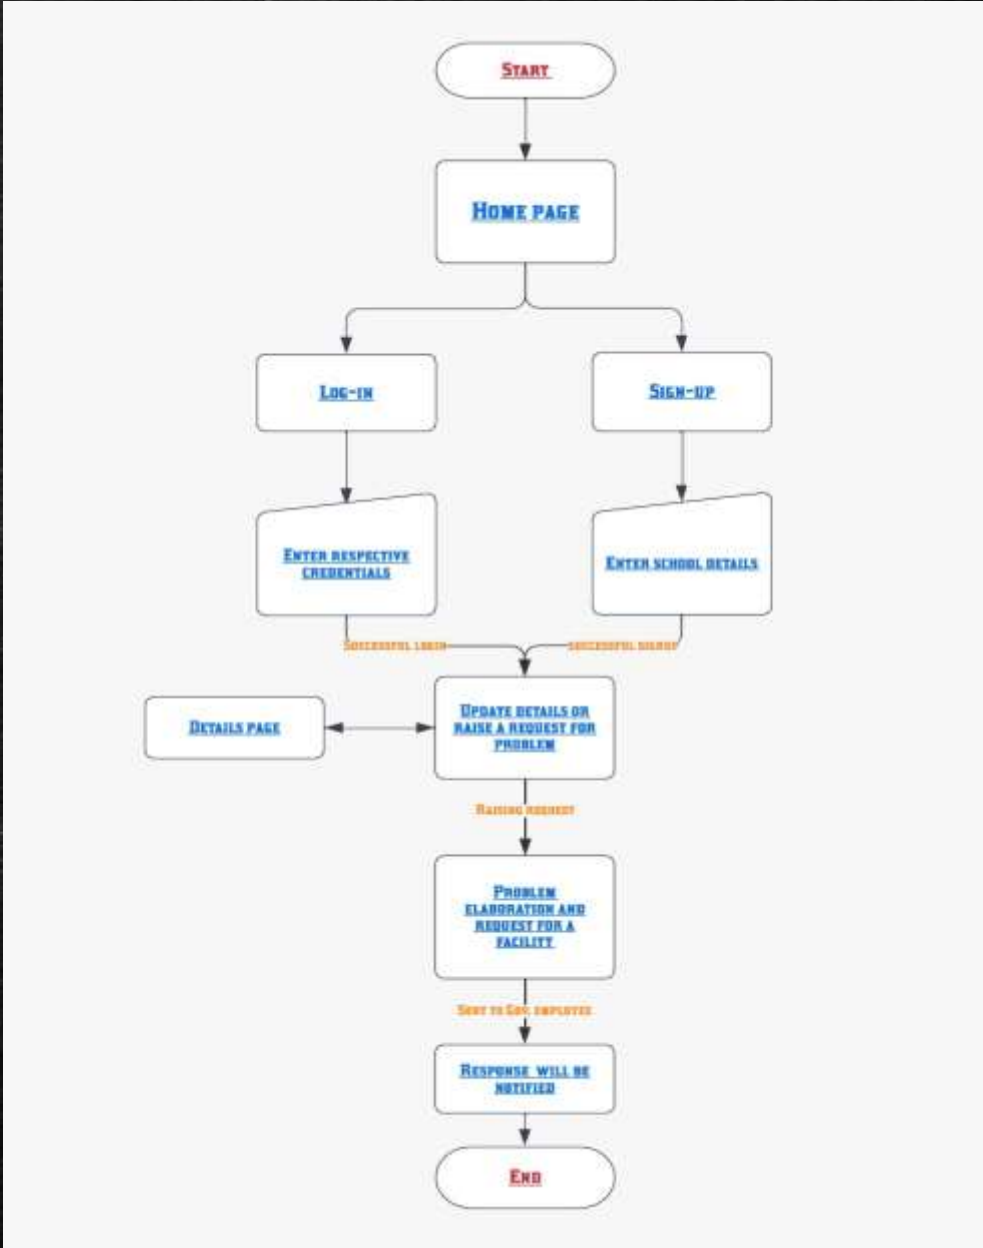 Start
Home page
Log-in
Sign-up
Enter respective
credentials
Enter school details
Successful login
successful signup
Details page
Update details or
raise a request for
problem
Raising request
Problem
elaboration and
request for a
facility
Sent to Gov. employee
Response will be
notified
End